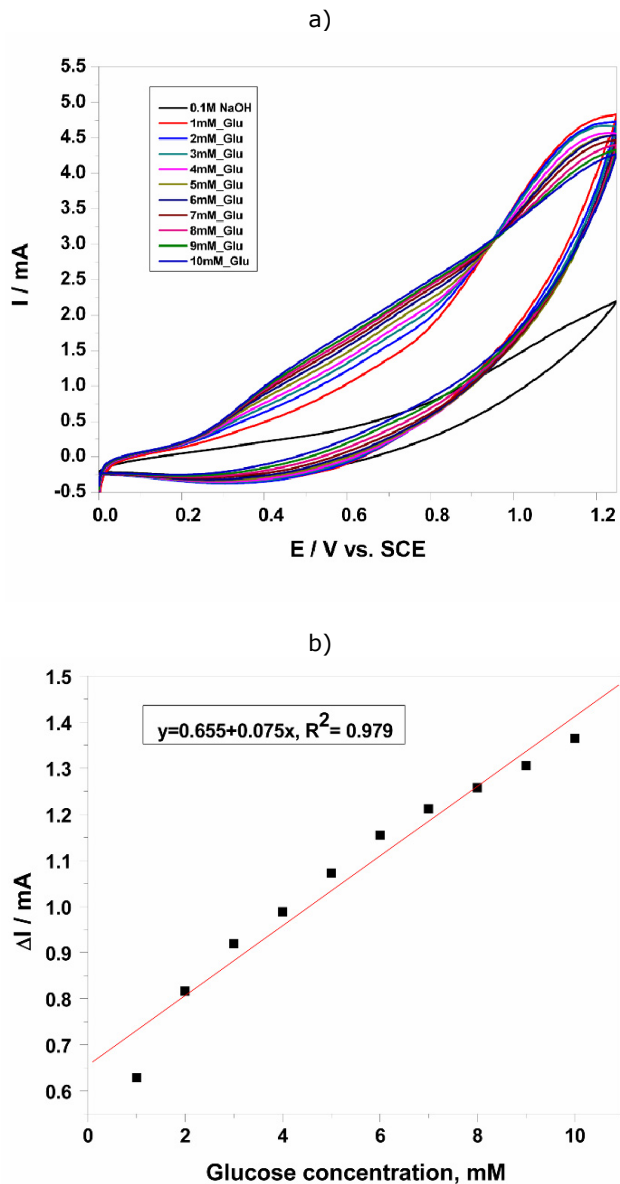 a)
5.5
5.0
4.5
4.0
3.5
3.0
2.5
2.0
1.5
1.0
0.5
0.0
-0.5
I / mA
0.1M NaOH
1mM_Glu
2mM_Glu
3mM_Glu
4mM_Glu
5mM_Glu
6mM_Glu
7mM_Glu
8mM_Glu
9mM_Glu
10mM_Glu
0.0 0.2 0.4 0.6 0.8 1.0 1.2
E / V vs. SCE
b)
1.5
1.4
1.3
1.2
1.1
1.0
0.9
0.8
0.7
0.6
ΔI / mA
y=0.655+0.075x, R²= 0.979
0 2 4 6 8 10
Glucose concentration, mM